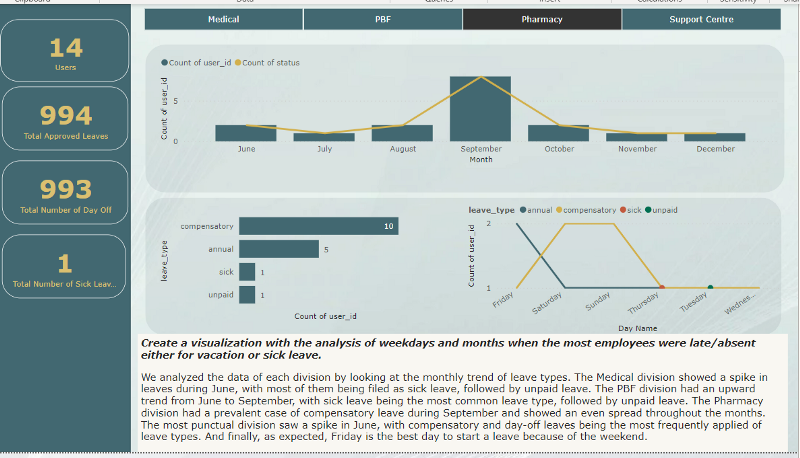 Medical PBF Pharmacy Support Centre
14
Users
994
Total Approved Leaves
993
Total Number of Day Off
1
Total Number of Sick Leav...
Count of user_id Count of status
Count of user_id
5
0
June July August September October November December
Month
leave_type
compensatory 10
annual 5
sick 1
unpaid 1
Count of user_id
leave_type annual compensatory sick unpaid
Count of user_id
2
1
Friday Saturday Sunday Thursday Tuesday Wednes...
Day Name
Create a visualization with the analysis of weekdays and months when the most employees were late/absent
either for vacation or sick leave.
We analyzed the data of each division by looking at the monthly trend of leave types. The Medical division showed a spike in
leaves during June, with most of them being filed as sick leave, followed by unpaid leave. The PBF division had an upward
trend from June to September, with sick leave being the most common leave type, followed by unpaid leave. The Pharmacy
division had a prevalent case of compensatory leave during September and showed an even spread throughout the months.
The most punctual division saw a spike in June, with compensatory and day-off leaves being the most frequently applied of
leave types. And finally, as expected, Friday is the best day to start a leave because of the weekend.